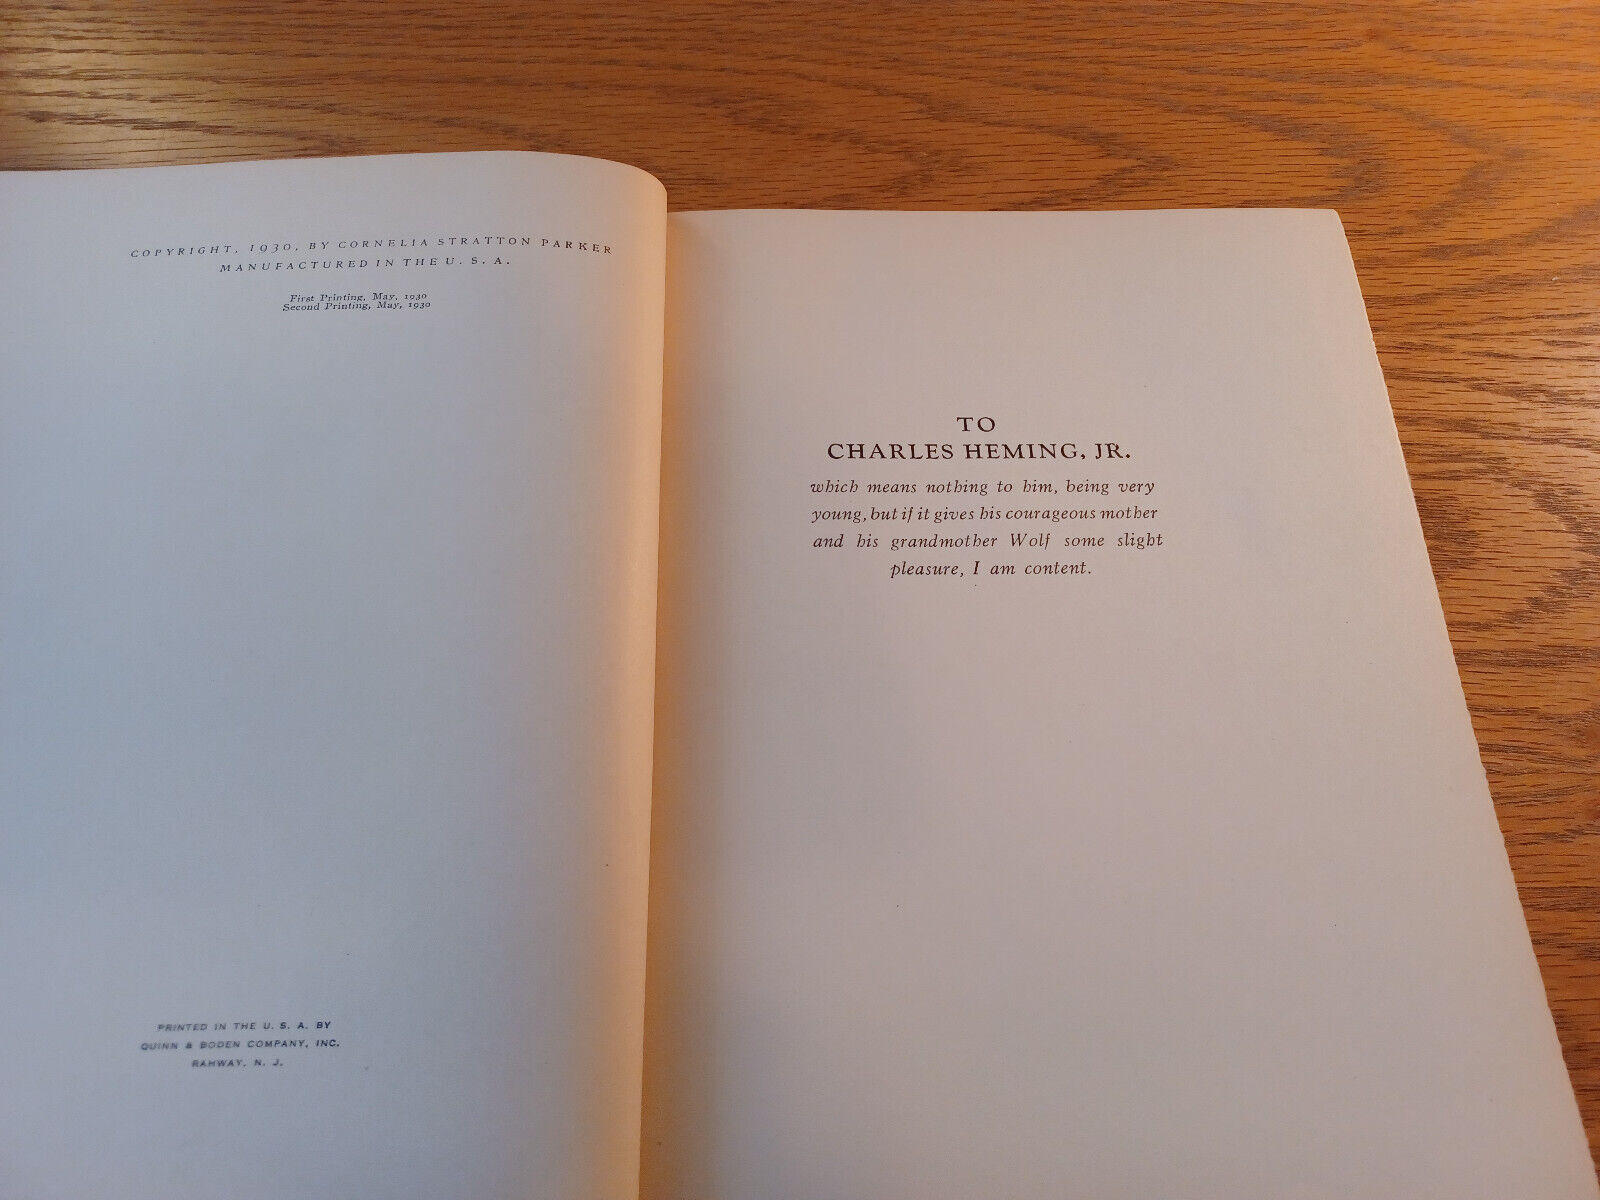 COPYRIGHT, 1930, BY CORNELIA STRATTON PARKER
MANUFACTURED IN THE U. S. A.
First Printing, May, 1930
Second Printing, May, 1930
PRINTED IN THE U. S. A. BY
QUINN & BODEN COMPANY, INC.
RAHWAY, N. J.
TO
CHARLES HEMING, JR.
which means nothing to him, being very
young, but if it gives his courageous mother
and his grandmother Wolf some slight
pleasure, I am content.